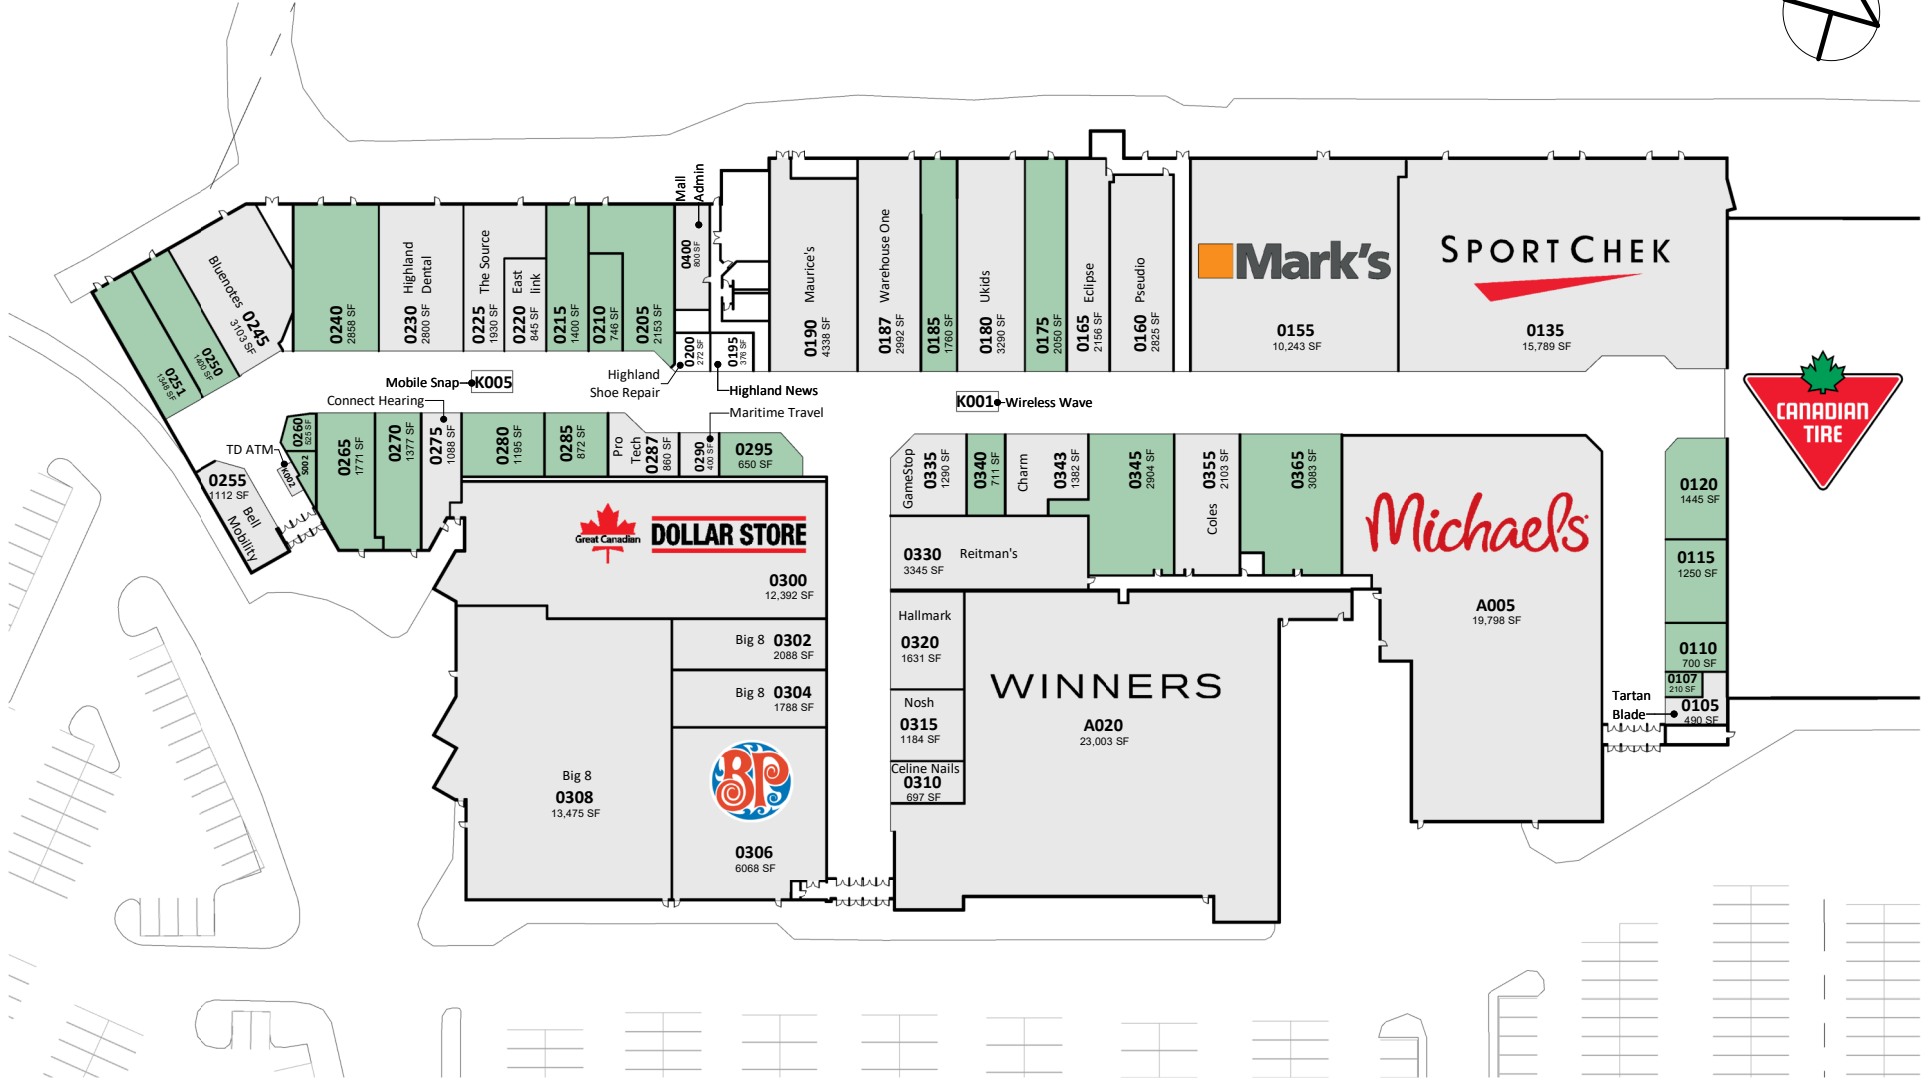 Mall
Admin
0400
800 SF
Bluenotes
0245
3103 SF
0250
1400 SF
0251
1348 SF
0240
2858 SF
Highland
Dental
0230
2800 SF
The Source
0225
1930 SF
East
link
0220
845 SF
0215
1400 SF
0210
746 SF
0205
2153 SF
0200
272 SF
0195
376 SF
Maurice's
0190
4338 SF
Warehouse One
0187
2992 SF
0185
1760 SF
Ukids
0180
3290 SF
0175
2050 SF
Eclipse
0165
2156 SF
Pseudio
0160
2825 SF
Mark's
0155
10,243 SF
SPORTCHEK
0135
15,789 SF
CANADIAN
TIRE
Mobile Snap
K005
Highland
Shoe Repair
Highland News
Connect Hearing
Maritime Travel
K001
Wireless Wave
TD ATM
K002
0260
525 SF
S002
0265
1771 SF
0270
1377 SF
0275
1088 SF
0280
1195 SF
0285
872 SF
Pro
Tech
0287
860 SF
0290
400 SF
0295
650 SF
0255
1112 SF
Bell
Mobility
Great Canadian
DOLLAR STORE
0300
12,392 SF
Big 8 0302
2088 SF
Big 8 0304
1788 SF
Big 8
0308
13,475 SF
BP
0306
6068 SF
GameStop
0335
1290 SF
0340
711 SF
Charm
0343
1382 SF
0345
2904 SF
0355
2103 SF
Coles
0365
3083 SF
0330
3345 SF
Reitman's
Hallmark
0320
1631 SF
Nosh
0315
1184 SF
Celine Nails
0310
697 SF
WINNERS
A020
23,003 SF
Michaels
A005
19,798 SF
0120
1445 SF
0115
1250 SF
0110
700 SF
0107
210 SF
Tartan
Blade
0105
490 SF